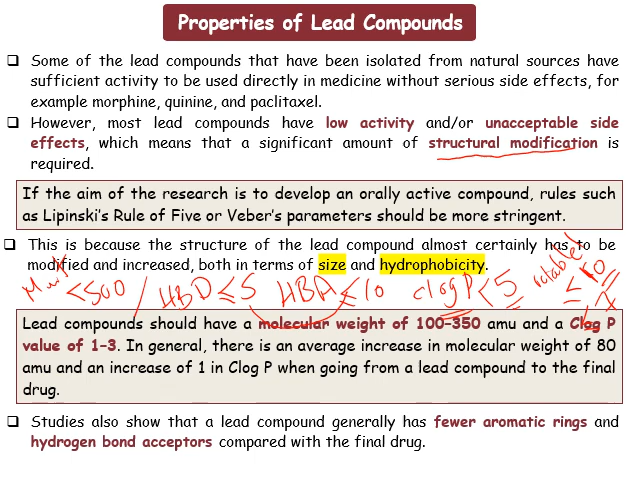 Properties of Lead Compounds
❑ Some of the lead compounds that have been isolated from natural sources have
sufficient activity to be used directly in medicine without serious side effects, for
example morphine, quinine, and paclitaxel.
❑ However, most lead compounds have low activity and/or unacceptable side
effects, which means that a significant amount of structural modification is
required.
If the aim of the research is to develop an orally active compound, rules such
as Lipinski's Rule of Five or Veber's parameters should be more stringent.
❑ This is because the structure of the lead compound almost certainly has to be
modified and increased, both in terms of size and hydrophobicity.
M.wt <500 / HBD ≤5 HBA ≤10 clogP <5 rotatable ≤10
Lead compounds should have a molecular weight of 100-350 amu and a Clog P
value of 1-3. In general, there is an average increase in molecular weight of 80
amu and an increase of 1 in Clog P when going from a lead compound to the final
drug.
❑ Studies also show that a lead compound generally has fewer aromatic rings and
hydrogen bond acceptors compared with the final drug.